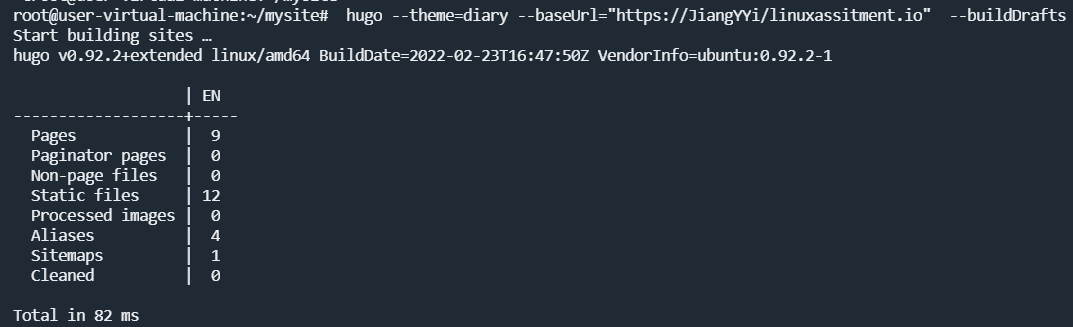 root@user-virtual-machine:~/mysite#  hugo --theme=diary --baseUrl="https://JiangYYi/linuxassitment.io"  --buildDrafts
Start building sites …
hugo v0.92.2+extended linux/amd64 BuildDate=2022-02-23T16:47:50Z VendorInfo=ubuntu:0.92.2-1
                   | EN
-------------------+-----
  Pages            |  9
  Paginator pages  |  0
  Non-page files   |  0
  Static files     | 12
  Processed images |  0
  Aliases          |  4
  Sitemaps         |  1
  Cleaned          |  0
Total in 82 ms